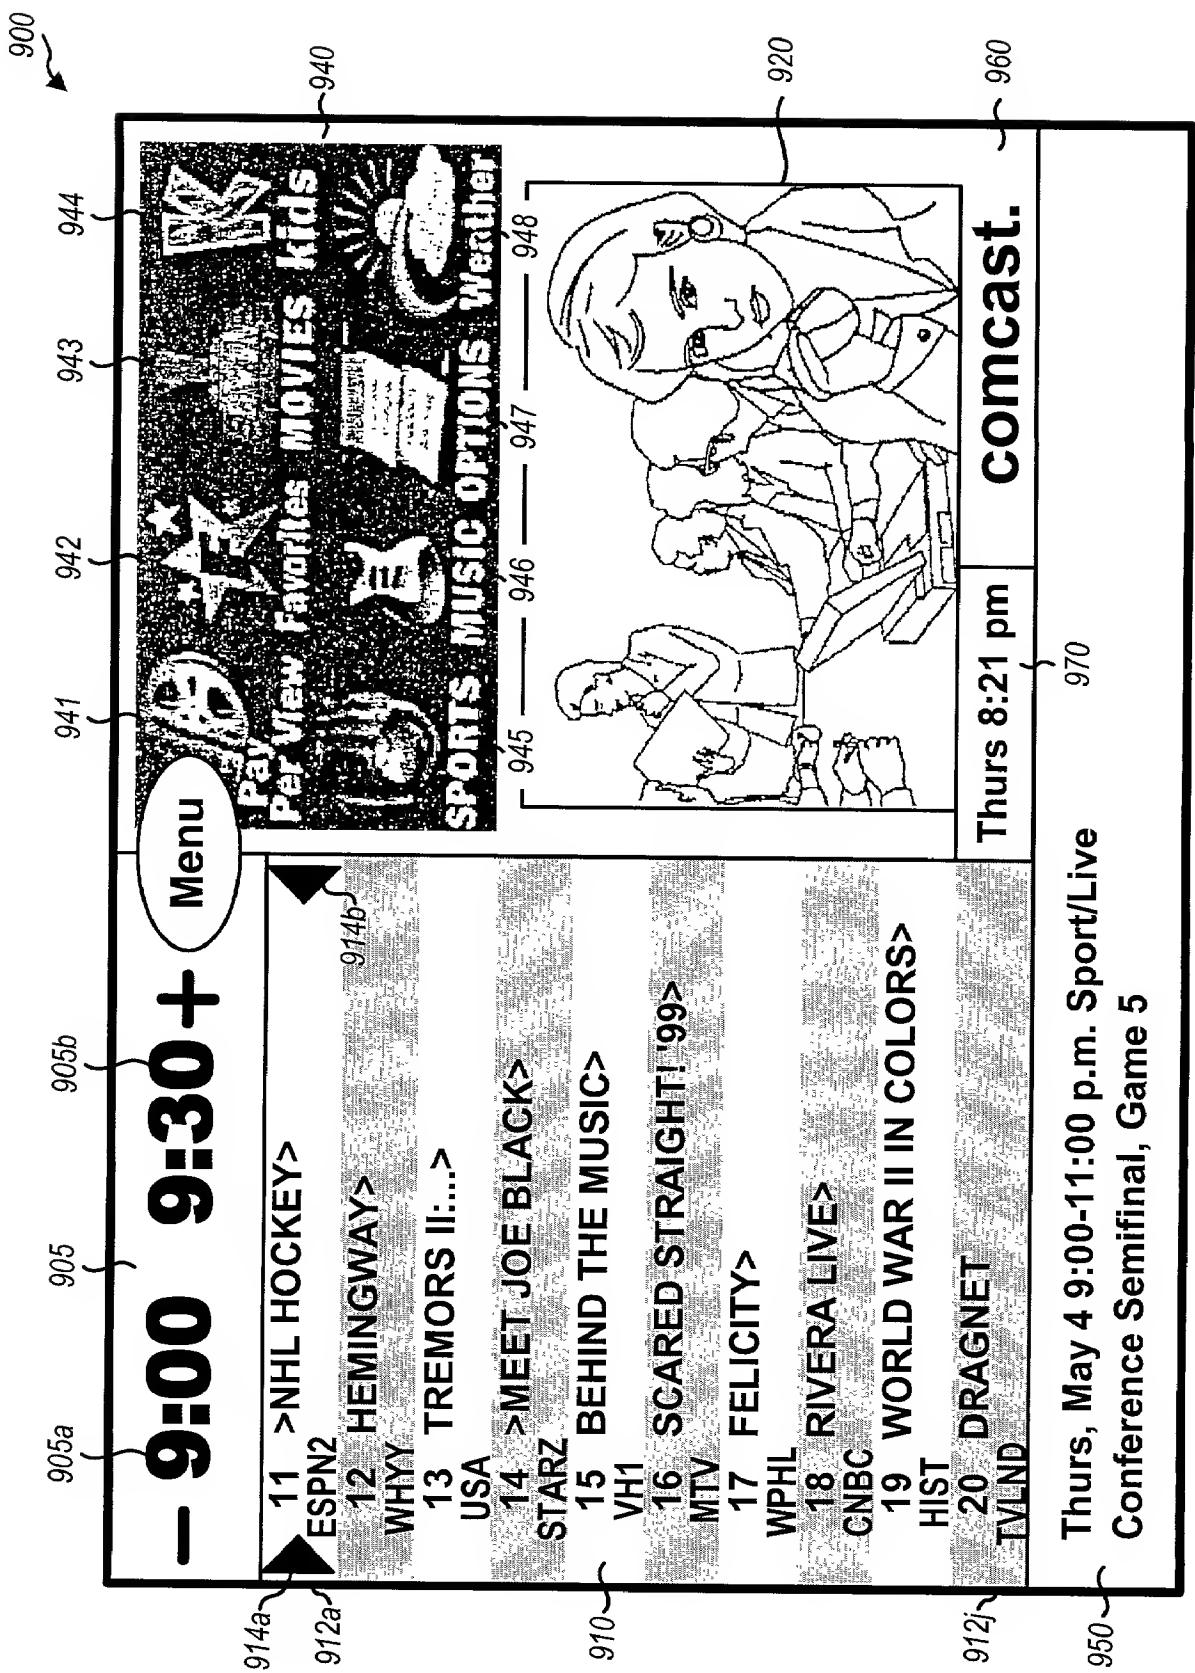 900
905a
905
905b
941
942
943
944
940
− 9:00 9:30 +
Menu
Pay
Per View Favorites MOVIES Kids
SPORTS MUSIC OPTIONS Weather
945
946
947
948
914a
914b
912a
11 >NHL HOCKEY>
ESPN2
12 HEMINGWAY>
WHYY
13 TREMORS II:...>
USA
14 >MEET JOE BLACK>
STARZ
15 BEHIND THE MUSIC>
VH1
910
16 SCARED STRAIGHT! '99>
MTV
17 FELICITY>
WPHL
18 RIVERA LIVE>
CNBC
19 WORLD WAR II IN COLORS>
HIST
20 DRAGNET
TVLND
912j
920
Thurs 8:21 pm
comcast.
960
970
Thurs, May 4 9:00-11:00 p.m. Sport/Live
Conference Semifinal, Game 5
950